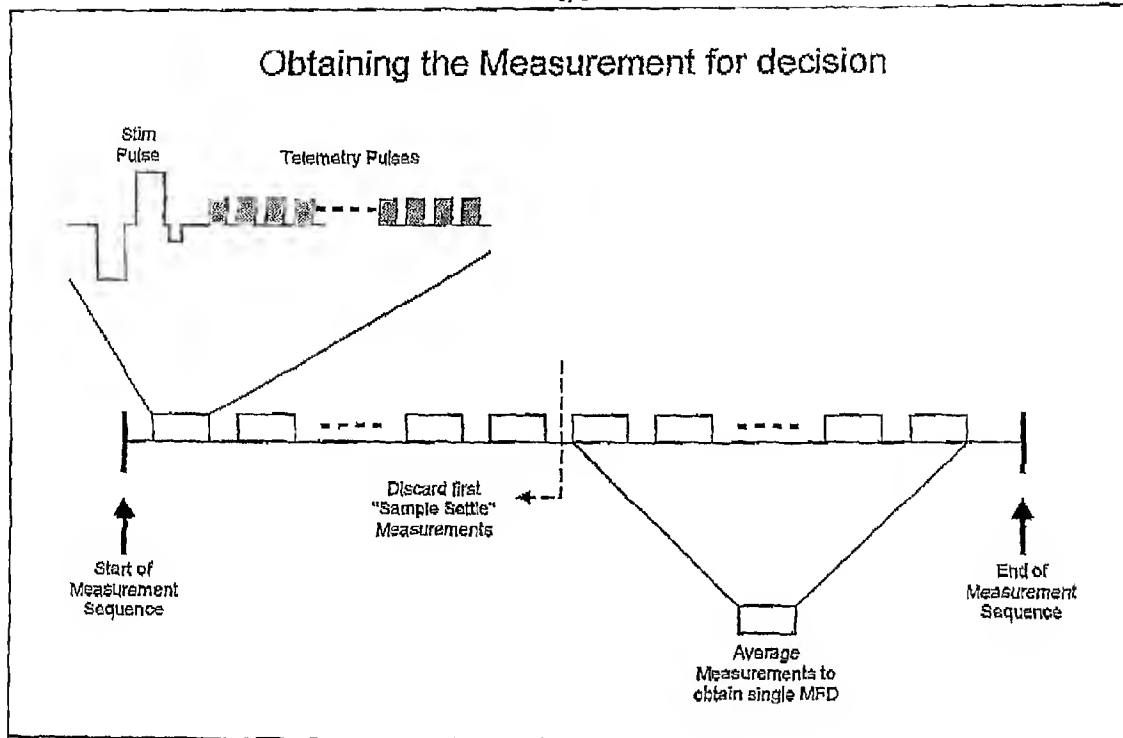 Obtaining the Measurement for decision
Stim
Pulse
Telemetry Pulses
Discard first
"Sample Settle"
Measurements
Start of
Measurement
Sequence
End of
Measurement
Sequence
Average
Measurements to
obtain single MFD